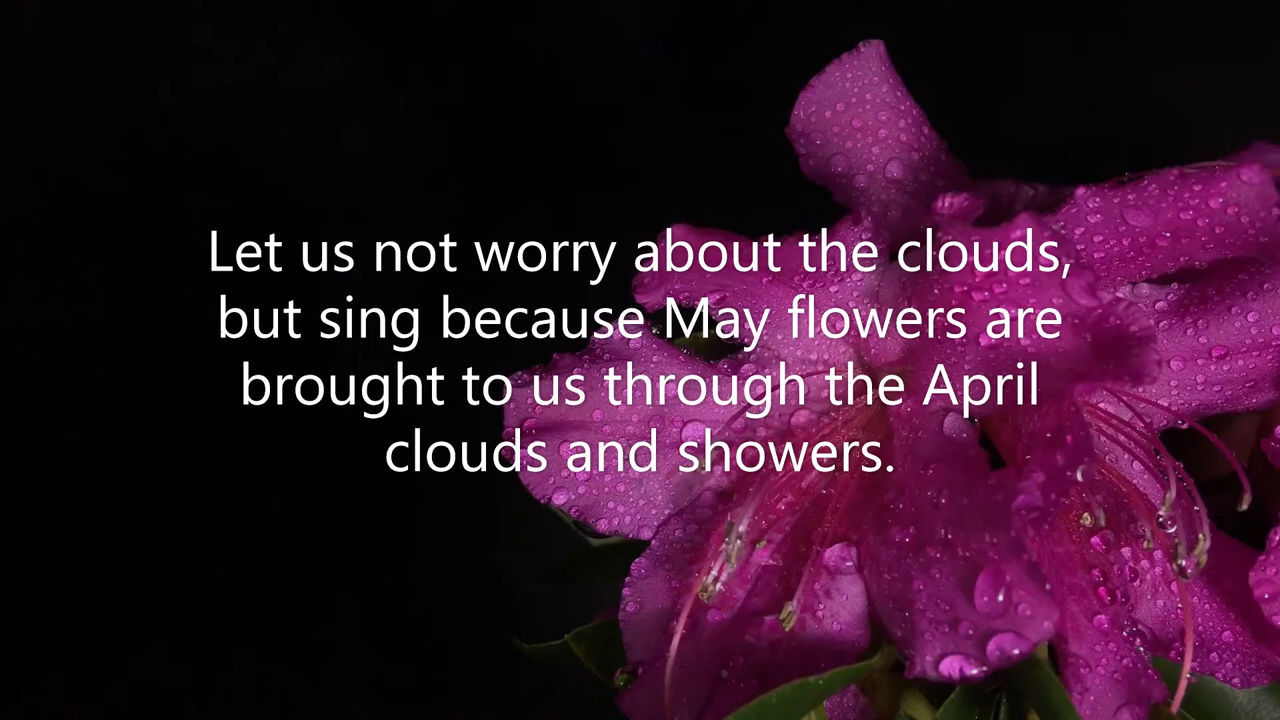 Let us not worry about the clouds,
but sing because May flowers are
brought to us through the April
clouds and showers.